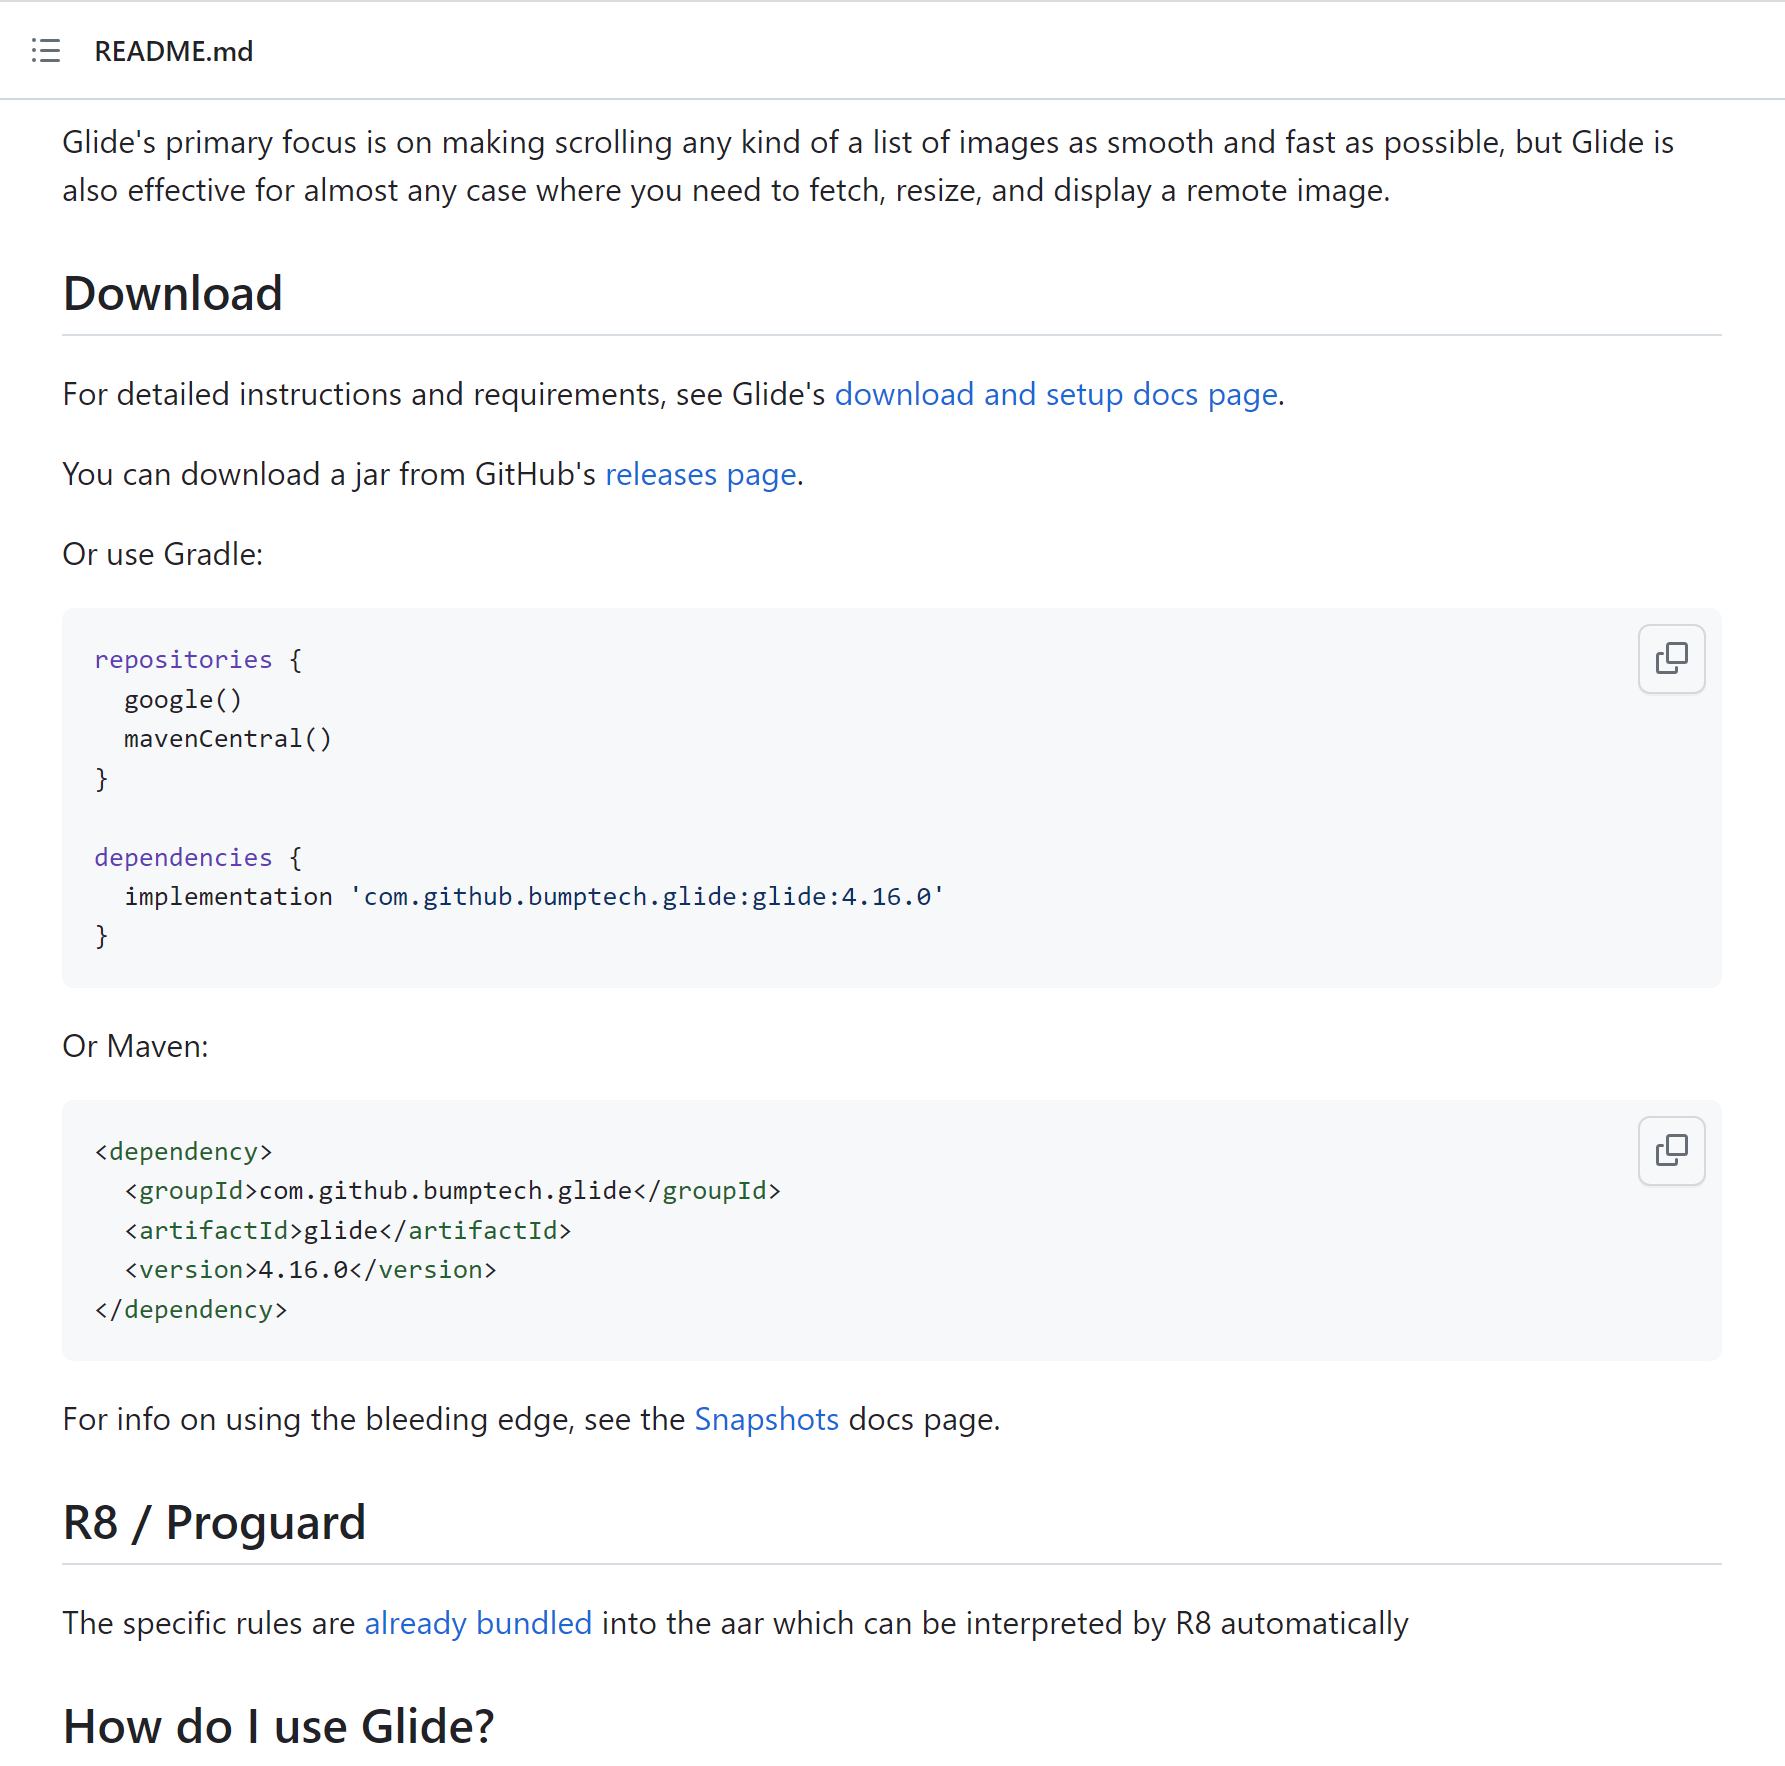 README.md
Glide's primary focus is on making scrolling any kind of a list of images as smooth and fast as possible, but Glide is
also effective for almost any case where you need to fetch, resize, and display a remote image.
Download
For detailed instructions and requirements, see Glide's download and setup docs page.
You can download a jar from GitHub's releases page.
Or use Gradle:
repositories {
  google()
  mavenCentral()
}
dependencies {
  implementation 'com.github.bumptech.glide:glide:4.16.0'
}
Or Maven:
<dependency>
  <groupId>com.github.bumptech.glide</groupId>
  <artifactId>glide</artifactId>
  <version>4.16.0</version>
</dependency>
For info on using the bleeding edge, see the Snapshots docs page.
R8 / Proguard
The specific rules are already bundled into the aar which can be interpreted by R8 automatically
How do I use Glide?